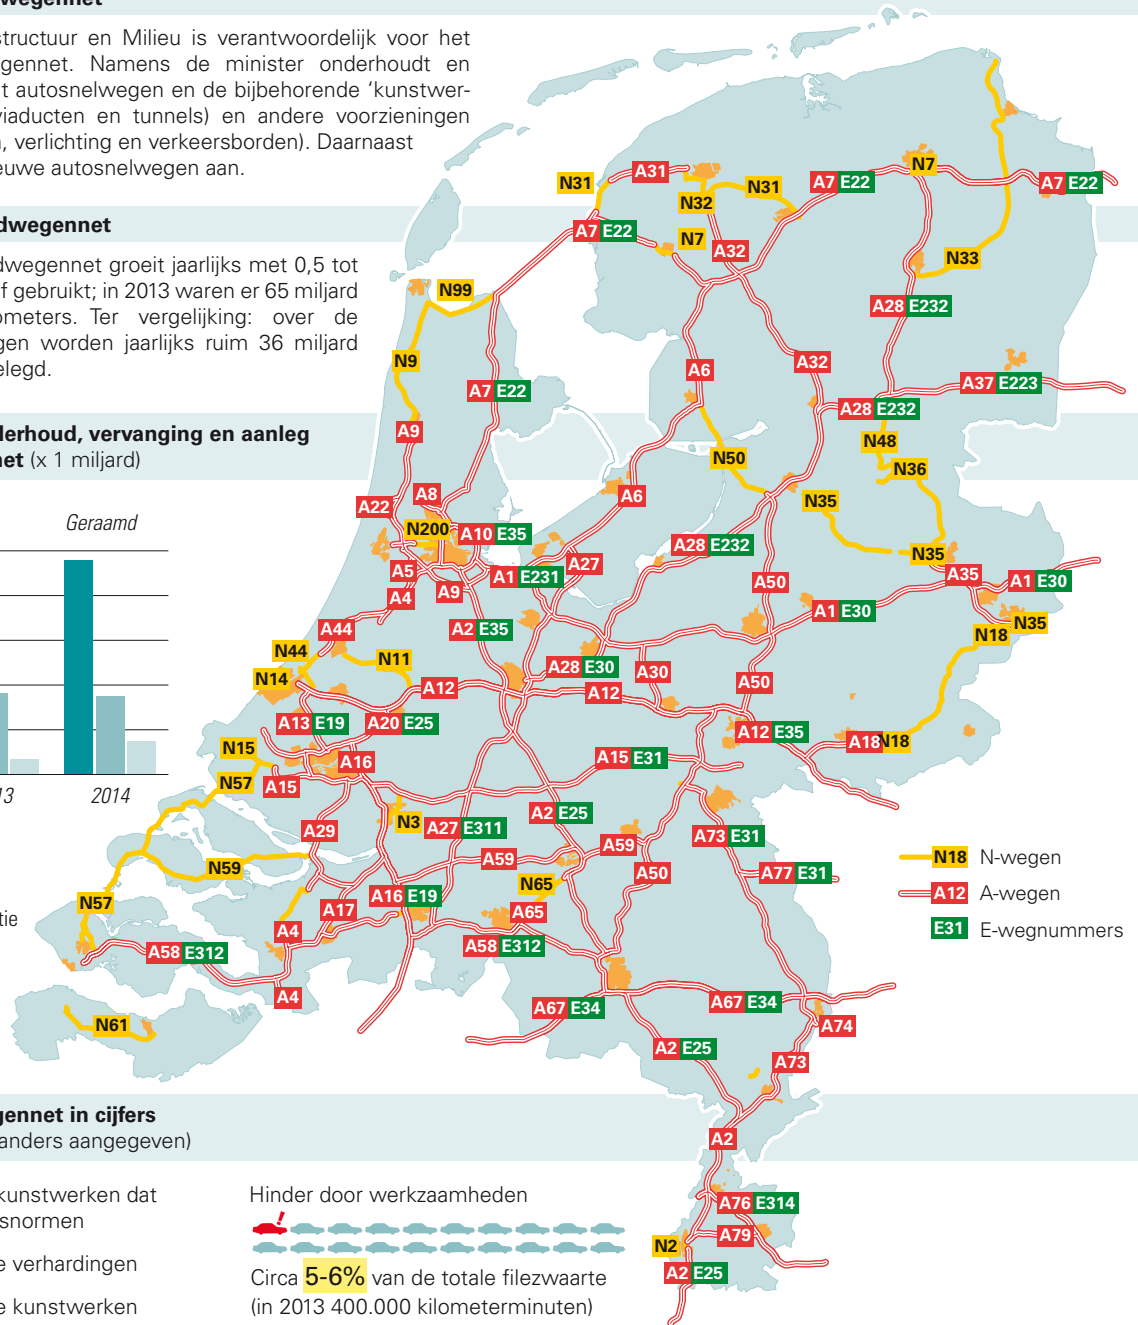 wegennet
structuur en Milieu is verantwoordelijk voor het
gennet. Namens de minister onderhoudt en
t autosnelwegen en de bijbehorende ‘kunstwer-
viaducten en tunnels) en andere voorzieningen
, verlichting en verkeersborden). Daarnaast
euwe autosnelwegen aan.
dwegennet
dwegennet groeit jaarlijks met 0,5 tot
f gebruikt; in 2013 waren er 65 miljard
ometers. Ter vergelijking: over de
gen worden jaarlijks ruim 36 miljard
elegd.
derhoud, vervanging en aanleg
net (x 1 miljard)
Geraamd
13
2014
tie
N31
A31
N32
N31
A7 E22
N7
A7 E22
A7 E22
N7
A32
N33
N99
A28 E232
N9
A7 E22
A6
A32
A37 E223
A28 E232
A9
N48
N50
N36
A22
A8
A6
N35
N200
A10 E35
A28 E232
N35
A5
A1 E231
A27
A35
A1 E30
A4
A9
A50
A1 E30
A44
A2 E35
N35
N18
N44
N11
A28 E30
A30
N14
A12
A12
A50
A13 E19
A20 E25
A12 E35
A18 N18
N15
A16
A15 E31
N57
A15
A29
N3
A27 E311
A2 E25
A73 E31
A59
A59
N59
A50
A77 E31
N65
N57
A16 E19
A17
A65
A4
A58 E312
A58 E312
A4
A67 E34
A67 E34
N61
A74
A2 E25
A73
A2
A76 E314
A79
N2
A2 E25
N18 N-wegen
A12 A-wegen
E31 E-wegnummers
gennet in cijfers
anders aangegeven)
kunstwerken dat
snormen
e verhardingen
e kunstwerken
Hinder door werkzaamheden
!
Circa 5-6% van de totale filezwaarte
(in 2013 400.000 kilometerminuten)